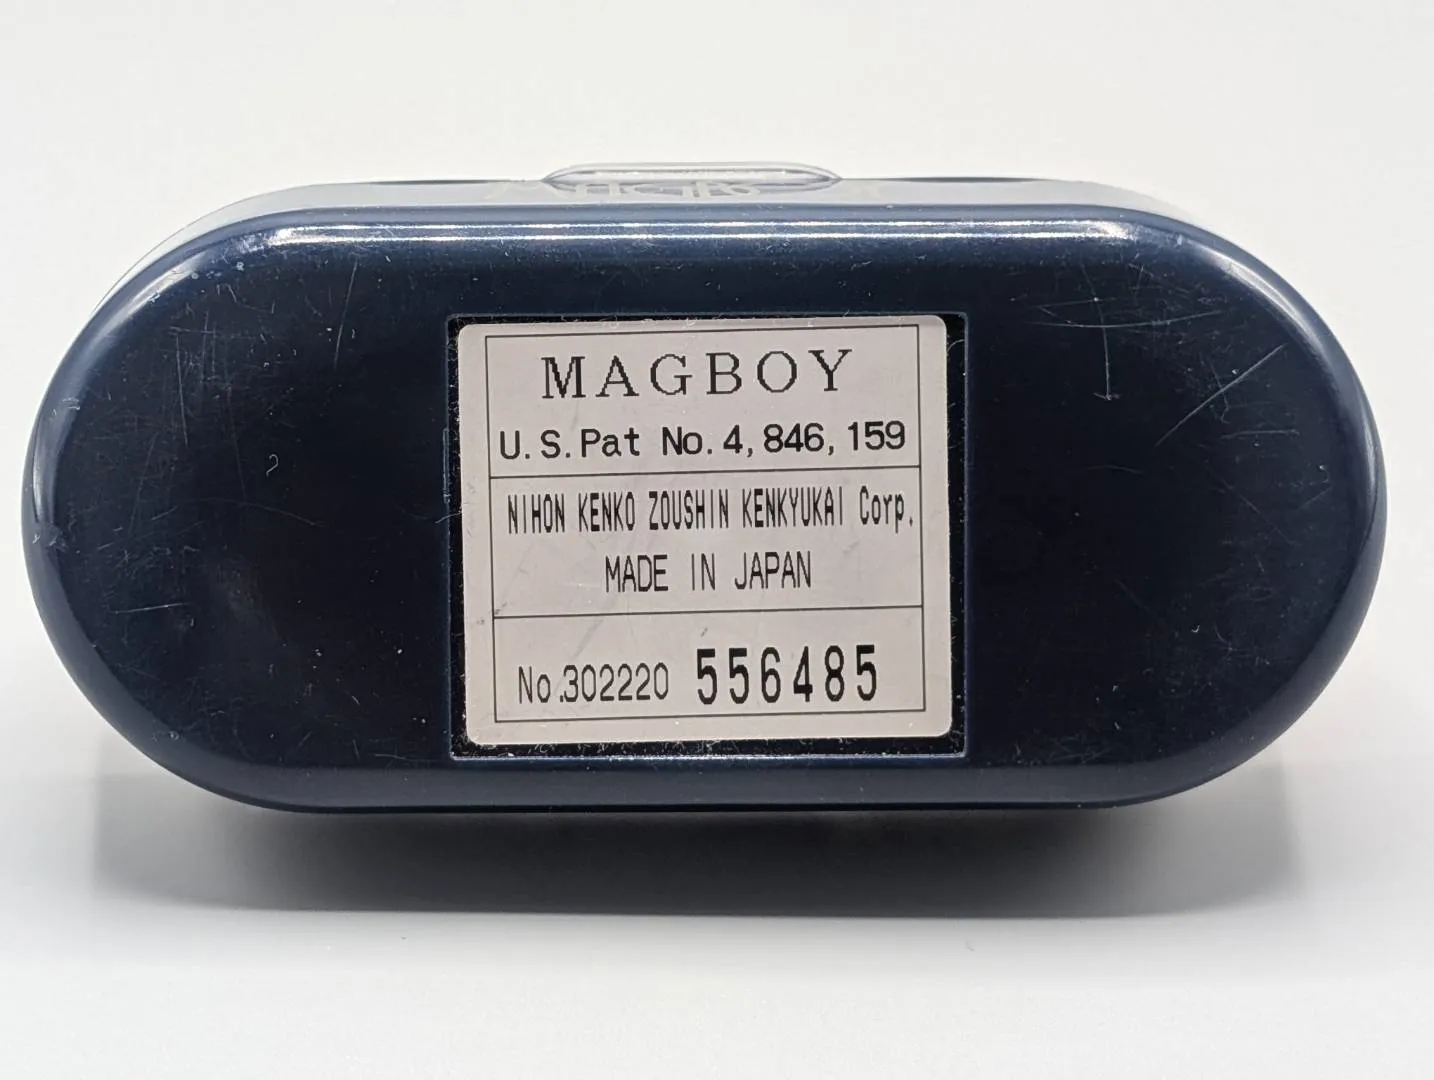 MAGBOY
U.S.Pat No.4,846,159
NIHON KENKO ZOUSHIN KENKYUKAI Corp.
MADE IN JAPAN
No.302220 556485